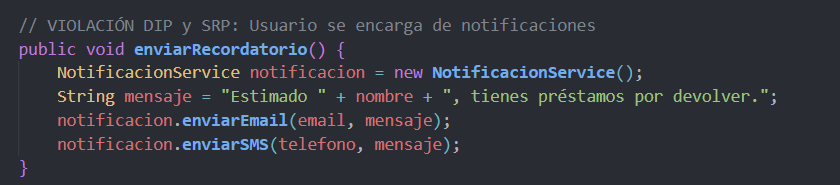 // VIOLACIÓN DIP y SRP: Usuario se encarga de notificaciones
public void enviarRecordatorio() {
    NotificacionService notificacion = new NotificacionService();
    String mensaje = "Estimado " + nombre + ", tienes préstamos por devolver.";
    notificacion.enviarEmail(email, mensaje);
    notificacion.enviarSMS(telefono, mensaje);
}